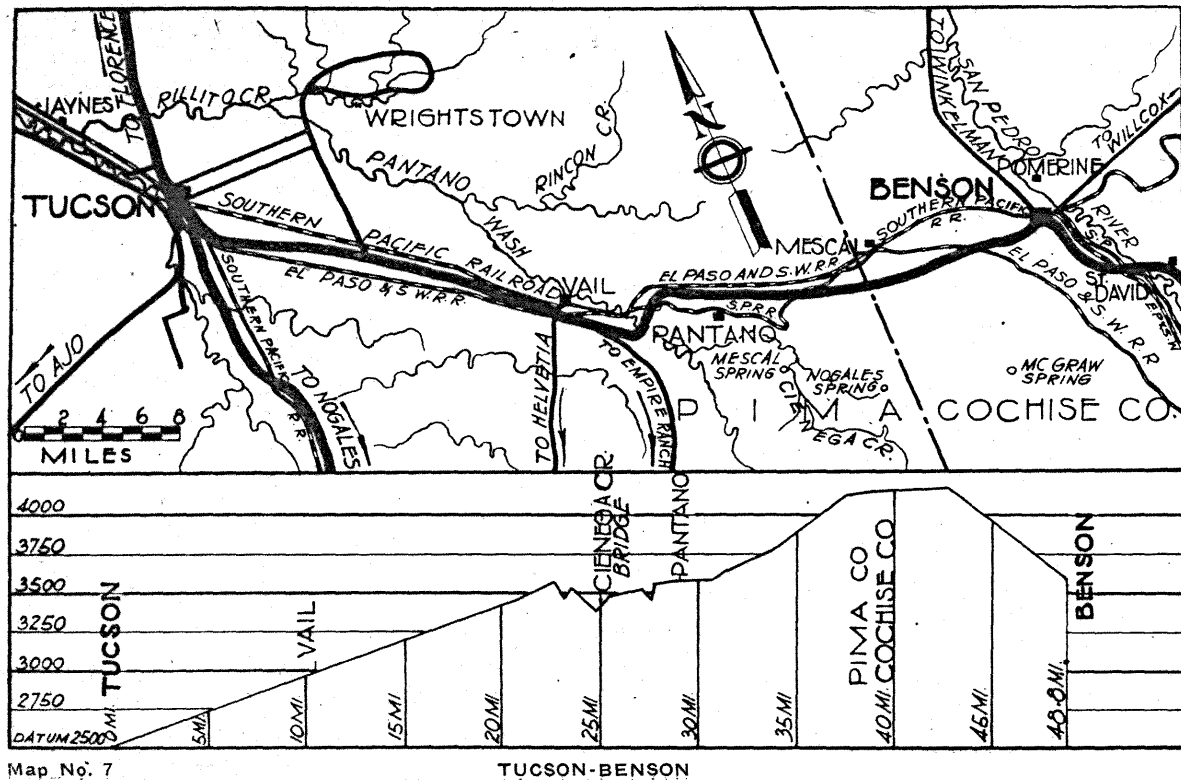 TO FLORENCE
JAYNES
RILLITO CR.
WRIGHTSTOWN
PANTANO
WASH
RINCON CR.
N
TO WINKELMAN
SAN PEDRO
RIVER
TO WILLCOX
POMERINE
BENSON
TUCSON
SOUTHERN
PACIFIC
RAILROAD
EL PASO & S.W.R.R.
SOUTHERN PACIFIC
R.R.
MESCAL
EL PASO AND S.W.RR.
SOUTHERN PACIFIC
R.R.
VAIL
S.P.R.R.
PANTANO
EL PASO & S.W.R.R
S.P.
ST.
DAVID
E.P.&S.W
TO AJO
TO NOGALES
TO HELVETIA
TO EMPIRE RANCH
MESCAL
SPRING
NOGALES
SPRING
CIENEGA CR.
MC GRAW
SPRING
PIMA
COCHISE CO.
0 2 4 6 8
MILES
4000
3750
3500
3250
3000
2750
DATUM 2500
TUCSON
VAIL
CIENEGA CR.
BRIDGE
PANTANO
PIMA CO
COCHISE CO
BENSON
0 MI.
5 MI.
10 MI.
15 MI.
20 MI.
25 MI.
30 MI.
35 MI.
40 MI.
45 MI.
48.8 MI.
Map No. 7
TUCSON-BENSON